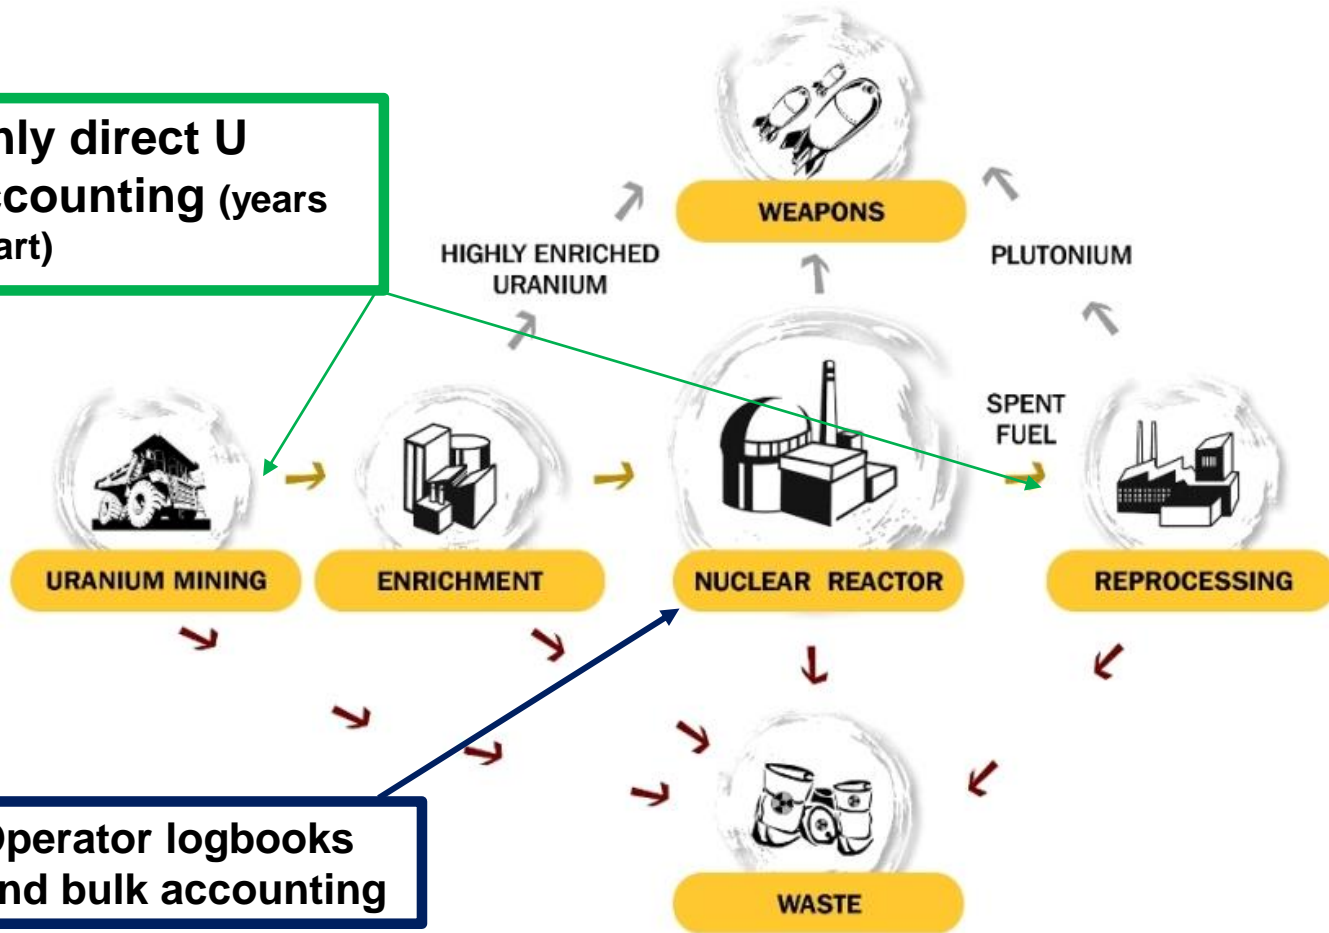 nly direct U
ccounting (years
art)
WEAPONS
HIGHLY ENRICHED
URANIUM
PLUTONIUM
SPENT
FUEL
URANIUM MINING
ENRICHMENT
NUCLEAR REACTOR
REPROCESSING
Operator logbooks
nd bulk accounting
WASTE